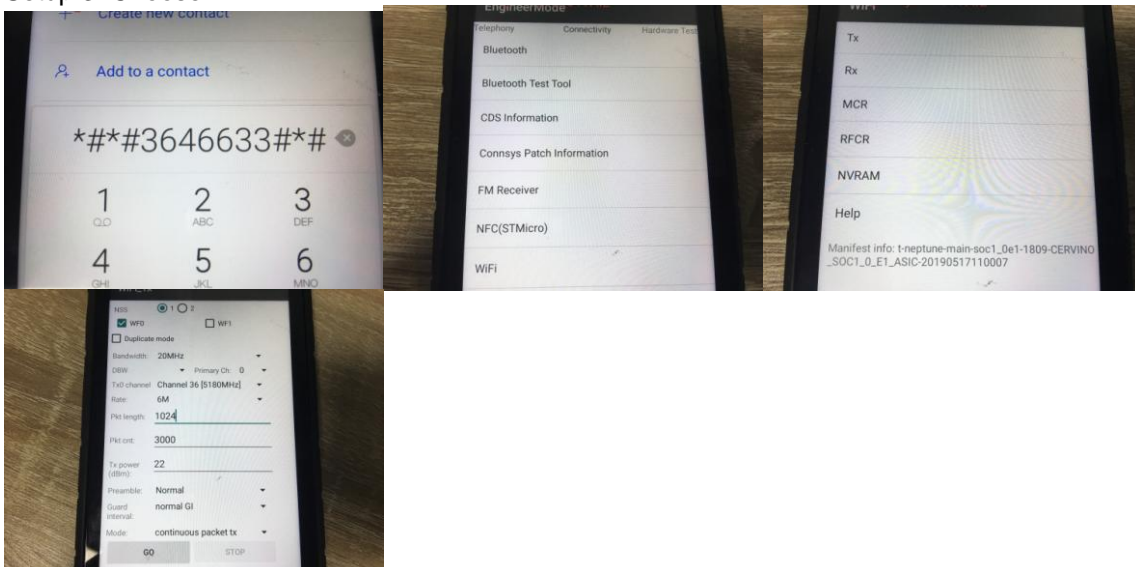 Create new contact
Add to a contact
*#*#3646633#*#
1 2 3
ABC DEF
4 5 6
GHI JKL MNO
EngineerMode
Telephony Connectivity Hardware Test
Bluetooth
Bluetooth Test Tool
CDS Information
Connsys Patch Information
FM Receiver
NFC(STMicro)
WiFi
WiFi
Tx
Rx
MCR
RFCR
NVRAM
Help
Manifest info: t-neptune-main-soc1_0e1-1809-CERVINO
_SOC1_0_E1_ASIC-20190517110007
NSS: 1 2
WF0 WF1
Duplicate mode
Bandwidth: 20MHz
DBW: Primary Ch: 0
Tx0 channel Channel 36 [5180MHz]
Rate: 6M
Pkt length: 1024
Pkt cnt: 3000
Tx power 22
(dBm):
Preamble: Normal
Guard normal GI
interval:
Mode: continuous packet tx
GO STOP